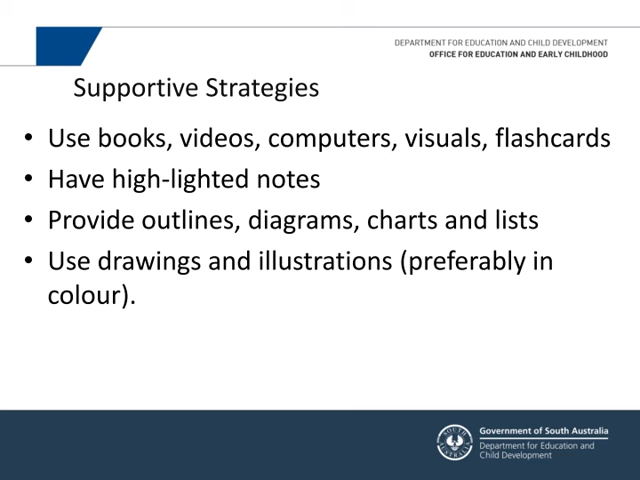 DEPARTMENT FOR EDUCATION AND CHILD DEVELOPMENT
OFFICE FOR EDUCATION AND EARLY CHILDHOOD
Supportive Strategies
• Use books, videos, computers, visuals, flashcards
• Have high-lighted notes
• Provide outlines, diagrams, charts and lists
• Use drawings and illustrations (preferably in
colour).
SOUTH AUSTRALIA
Government of South Australia
Department for Education and
Child Development